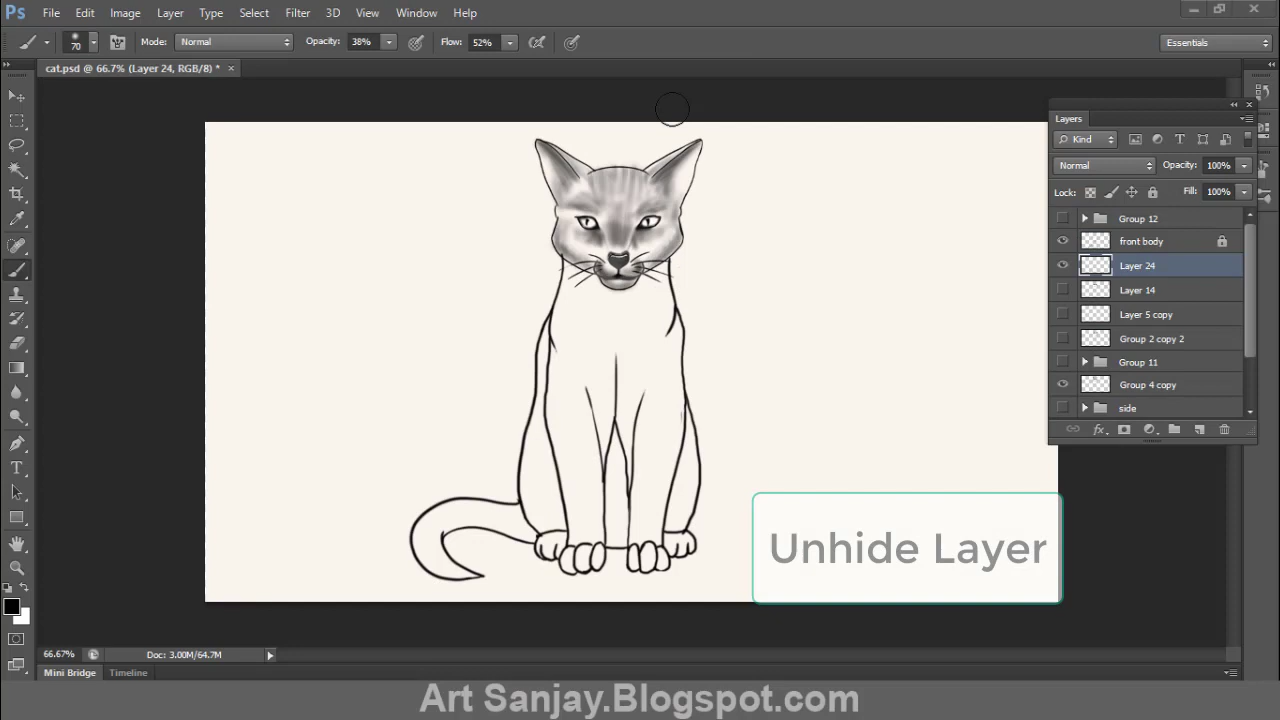 Ps File Edit Image Layer Type Select Filter 3D View Window Help
70 Mode: Normal Opacity: 38% Flow: 52% Essentials
cat.psd @ 66.7% (Layer 24, RGB/8) *
Layers
Kind
Normal Opacity: 100%
Lock: Fill: 100%
Group 12
front body
Layer 24
Layer 14
Layer 5 copy
Group 2 copy 2
Group 11
Group 4 copy
side
Unhide Layer
66.67% Doc: 3.00M/64.7M
Mini Bridge Timeline
Art Sanjay.Blogspot.com